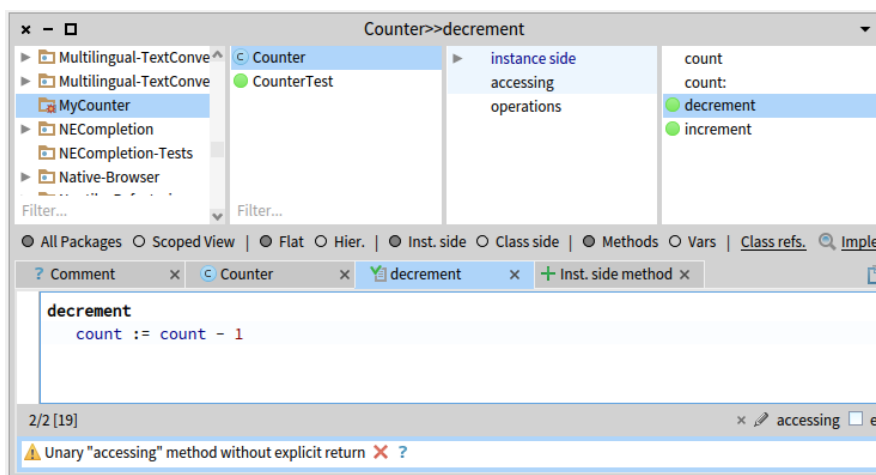 Counter>>decrement
Multilingual-TextConve
Multilingual-TextConve
MyCounter
NECompletion
NECompletion-Tests
Native-Browser
Filter...
Counter
CounterTest
Filter...
instance side
accessing
operations
count
count:
decrement
increment
All Packages Scoped View | Flat Hier. | Inst. side Class side | Methods Vars | Class refs. Imple
? Comment × C Counter × decrement × + Inst. side method ×
decrement
count := count - 1
2/2 [19] × accessing e
Unary "accessing" method without explicit return ?